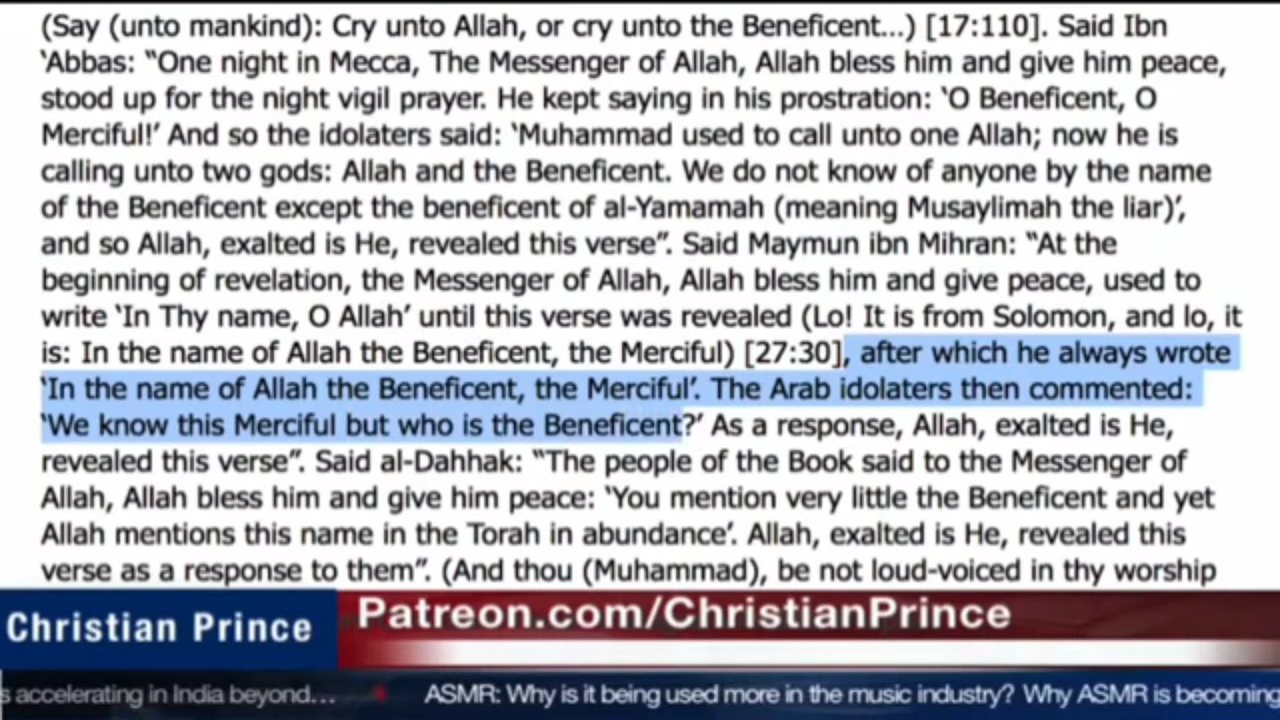 (Say (unto mankind): Cry unto Allah, or cry unto the Beneficent...) [17:110]. Said Ibn
‘Abbas: “One night in Mecca, The Messenger of Allah, Allah bless him and give him peace,
stood up for the night vigil prayer. He kept saying in his prostration: ‘O Beneficent, O
Merciful!’ And so the idolaters said: ‘Muhammad used to call unto one Allah; now he is
calling unto two gods: Allah and the Beneficent. We do not know of anyone by the name
of the Beneficent except the beneficent of al-Yamamah (meaning Musaylimah the liar)’,
and so Allah, exalted is He, revealed this verse”. Said Maymun ibn Mihran: “At the
beginning of revelation, the Messenger of Allah, Allah bless him and give peace, used to
write ‘In Thy name, O Allah’ until this verse was revealed (Lo! It is from Solomon, and lo, it
is: In the name of Allah the Beneficent, the Merciful) [27:30], after which he always wrote
‘In the name of Allah the Beneficent, the Merciful’. The Arab idolaters then commented:
‘We know this Merciful but who is the Beneficent?’ As a response, Allah, exalted is He,
revealed this verse”. Said al-Dahhak: “The people of the Book said to the Messenger of
Allah, Allah bless him and give him peace: ‘You mention very little the Beneficent and yet
Allah mentions this name in the Torah in abundance’. Allah, exalted is He, revealed this
verse as a response to them”. (And thou (Muhammad), be not loud-voiced in thy worship
Christian Prince
Patreon.com/ChristianPrince
s accelerating in India beyond... ASMR: Why is it being used more in the music industry? Why ASMR is becoming